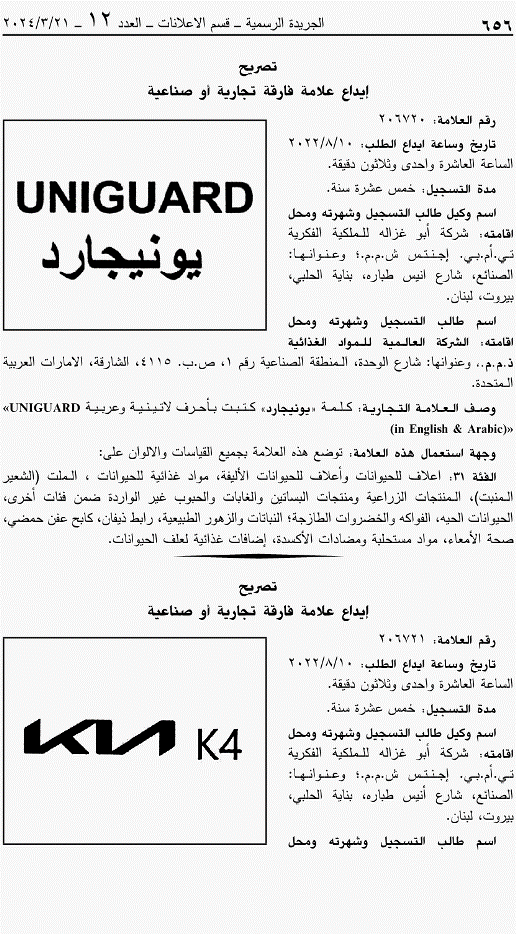 ٦٥٦
الجريدة الرسمية ـ قسم الاعلانات ـ العدد ١٢ ـ ٢٠٢٤/٣/٢١
تصريح
إيداع علامة فارقة تجارية أو صناعية
رقم العلامة: ٢٠٦٧٢٠
تاريخ وساعة ايداع الطلب: ٢٠٢٢/٨/١٠
الساعة العاشرة واحدى وثلاثون دقيقة.
مدة التسجيل: خمس عشرة سنة.
اسم وكيل طالب التسجيل وشهرته ومحل
اقامته: شركة أبو غزاله للملكية الفكرية
تي.أم.بي. إجنتس ش.م.م.؛ وعنوانها:
الصنائع، شارع انيس طباره، بناية الحلبي،
بيروت، لبنان.
UNIGUARD
يونيجارد
اسم طالب التسجيل وشهرته ومحل
اقامته: الشركة العالمية للمواد الغذائية
ذ.م.م.، وعنوانها: شارع الوحدة، المنطقة الصناعية رقم ١، ص.ب. ٤١١٥، الشارقة، الامارات العربية
المتحدة.
وصف العلامة التجارية: كلمة «يونيجارد» كتبت بأحرف لاتينية وعربية UNIGUARD»
«(in English & Arabic)
وجهة استعمال هذه العلامة: توضع هذه العلامة بجميع القياسات والالوان على:
الفئة ٣١: اعلاف للحيوانات وأعلاف للحيوانات الأليفة، مواد غذائية للحيوانات ، الملت (الشعير
المنبت)، المنتجات الزراعية ومنتجات البساتين والغابات والحبوب غير الواردة ضمن فئات أخرى،
الحيوانات الحيه، الفواكه والخضروات الطازجة؛ النباتات والزهور الطبيعية، رابط ذيفان، كابح عفن حمضي،
صحة الأمعاء، مواد مستحلبة ومضادات الأكسدة، إضافات غذائية لعلف الحيوانات.
تصريح
إيداع علامة فارقة تجارية أو صناعية
رقم العلامة: ٢٠٦٧٢١
تاريخ وساعة ايداع الطلب: ٢٠٢٢/٨/١٠
الساعة العاشرة واحدى وثلاثون دقيقة.
مدة التسجيل: خمس عشرة سنة.
اسم وكيل طالب التسجيل وشهرته ومحل
اقامته: شركة أبو غزاله للملكية الفكرية
تي.أم.بي. إجنتس ش.م.م.؛ وعنوانها:
الصنائع، شارع أنيس طباره، بناية الحلبي،
بيروت، لبنان.
KIA K4
اسم طالب التسجيل وشهرته ومحل